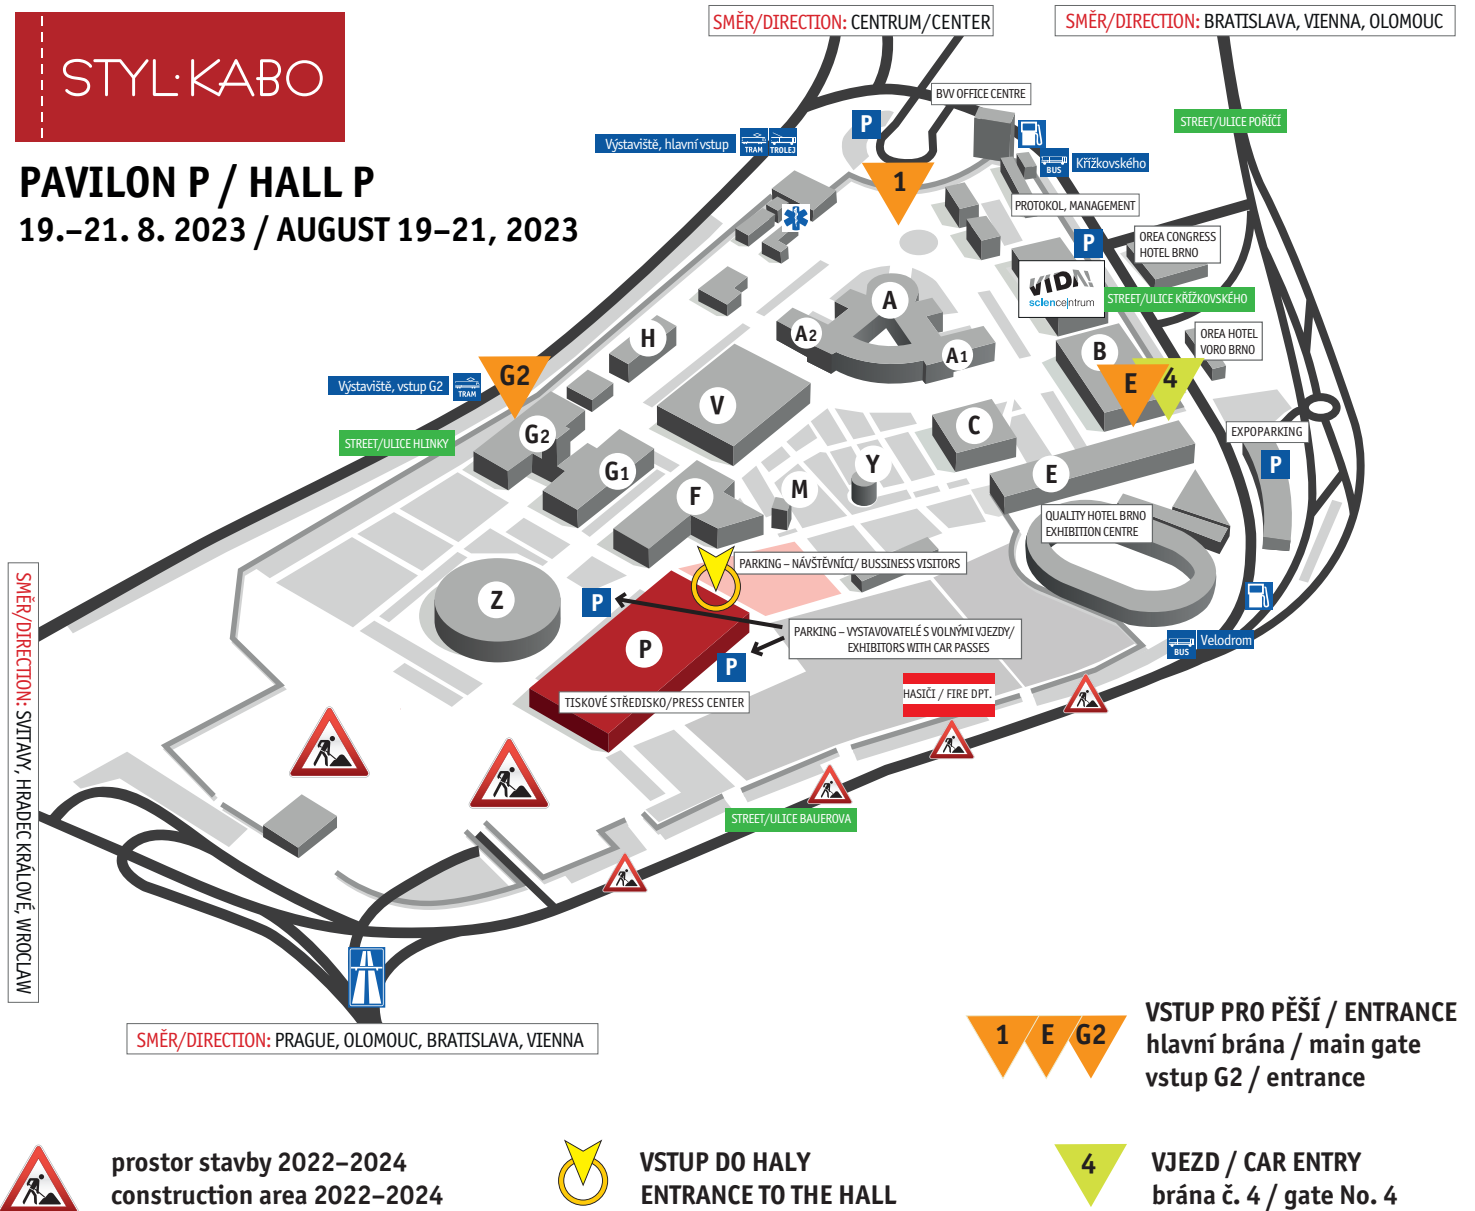 SMĚR/DIRECTION: CENTRUM/CENTER
SMĚR/DIRECTION: BRATISLAVA, VIENNA, OLOMOUC
STYL·KABO
PAVILON P / HALL P
19.–21. 8. 2023 / AUGUST 19–21, 2023
BVV OFFICE CENTRE
STREET/ULICE POŘÍČÍ
P
Výstaviště, hlavní vstup
TRAM
TROLEJ
BUS
Křížkovského
1
PROTOKOL, MANAGEMENT
P
OREA CONGRESS
HOTEL BRNO
VIDA!
science|ntrum
STREET/ULICE KŘÍŽKOVSKÉHO
A
A2
A1
H
B
OREA HOTEL
VORO BRNO
G2
E
4
Výstaviště, vstup G2
TRAM
V
C
STREET/ULICE HLINKY
G2
EXPOPARKING
P
G1
Y
E
F
M
QUALITY HOTEL BRNO
EXHIBITION CENTRE
PARKING – NÁVŠTĚVNÍCI/ BUSSINESS VISITORS
Z
P
PARKING – VYSTAVOVATELÉ S VOLNÝMI VJEZDY/
EXHIBITORS WITH CAR PASSES
P
P
BUS
Velodrom
TISKOVÉ STŘEDISKO/PRESS CENTER
HASIČI / FIRE DPT.
STREET/ULICE BAUEROVA
SMĚR/DIRECTION: SVITAVY, HRADEC KRÁLOVÉ, WROCLAW
SMĚR/DIRECTION: PRAGUE, OLOMOUC, BRATISLAVA, VIENNA
1 E G2
VSTUP PRO PĚŠÍ / ENTRANCE
hlavní brána / main gate
vstup G2 / entrance
prostor stavby 2022–2024
construction area 2022–2024
VSTUP DO HALY
ENTRANCE TO THE HALL
4
VJEZD / CAR ENTRY
brána č. 4 / gate No. 4